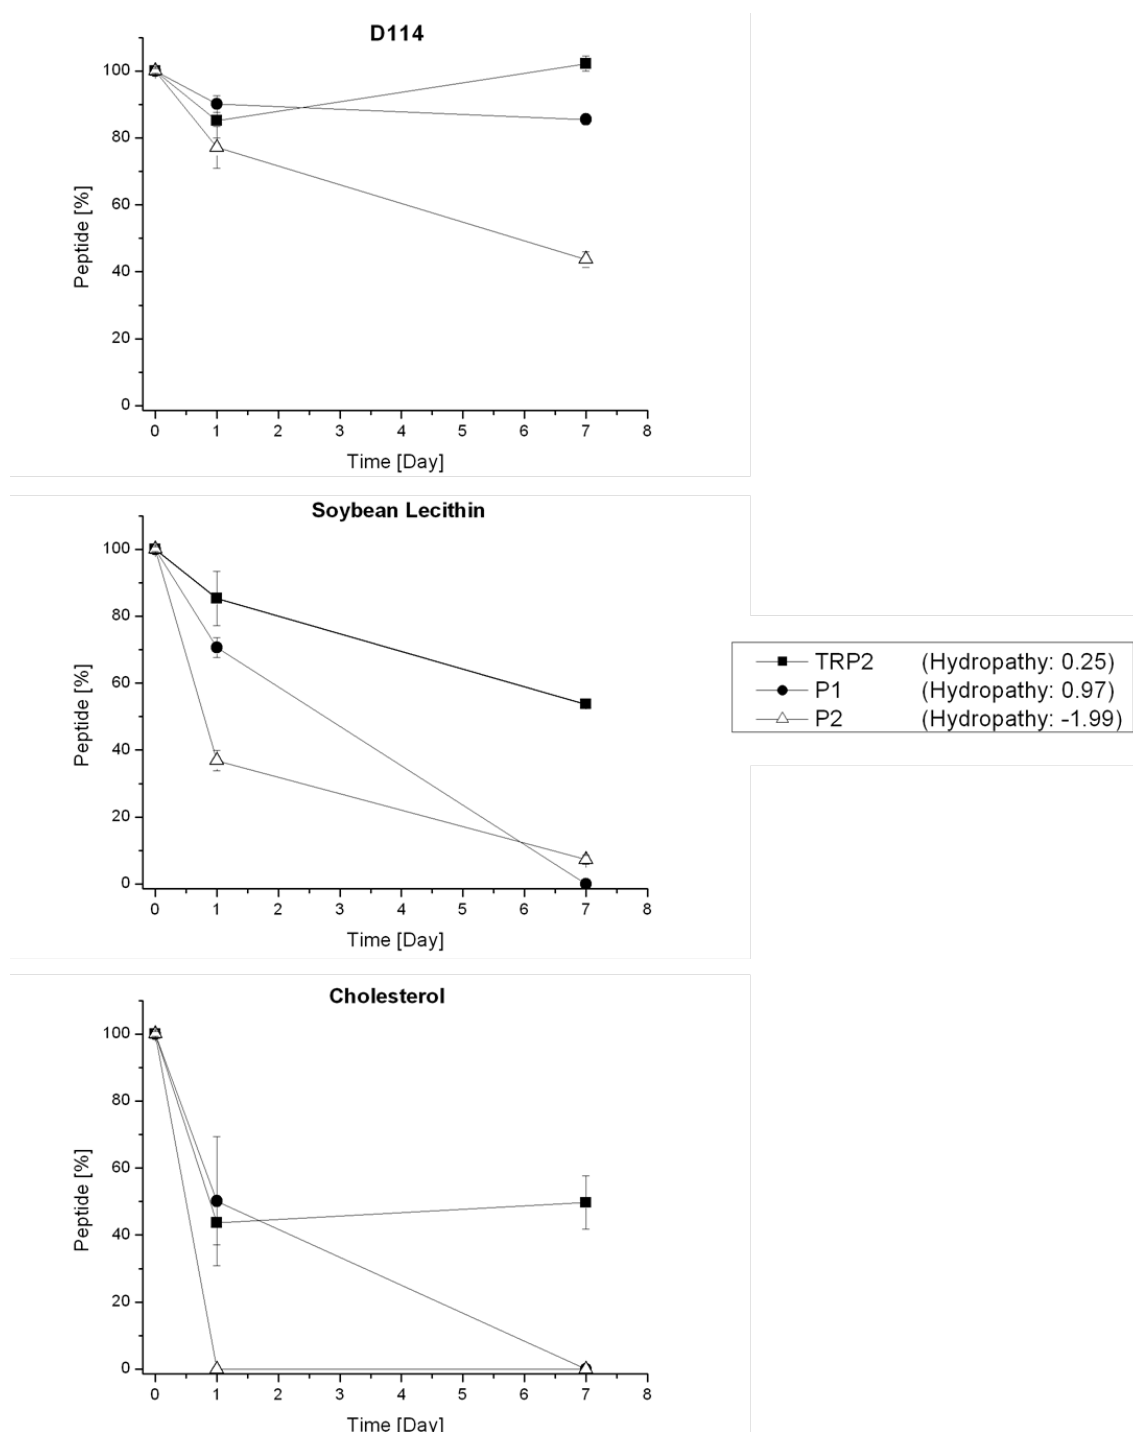 D114
100
80
60
40
20
0
Peptide [%]
0 1 2 3 4 5 6 7 8
Time [Day]
Soybean Lecithin
100
80
60
40
20
0
Peptide [%]
0 1 2 3 4 5 6 7 8
Time [Day]
TRP2 (Hydropathy: 0.25)
P1 (Hydropathy: 0.97)
P2 (Hydropathy: -1.99)
Cholesterol
100
80
60
40
20
0
Peptide [%]
0 1 2 3 4 5 6 7 8
Time [Day]